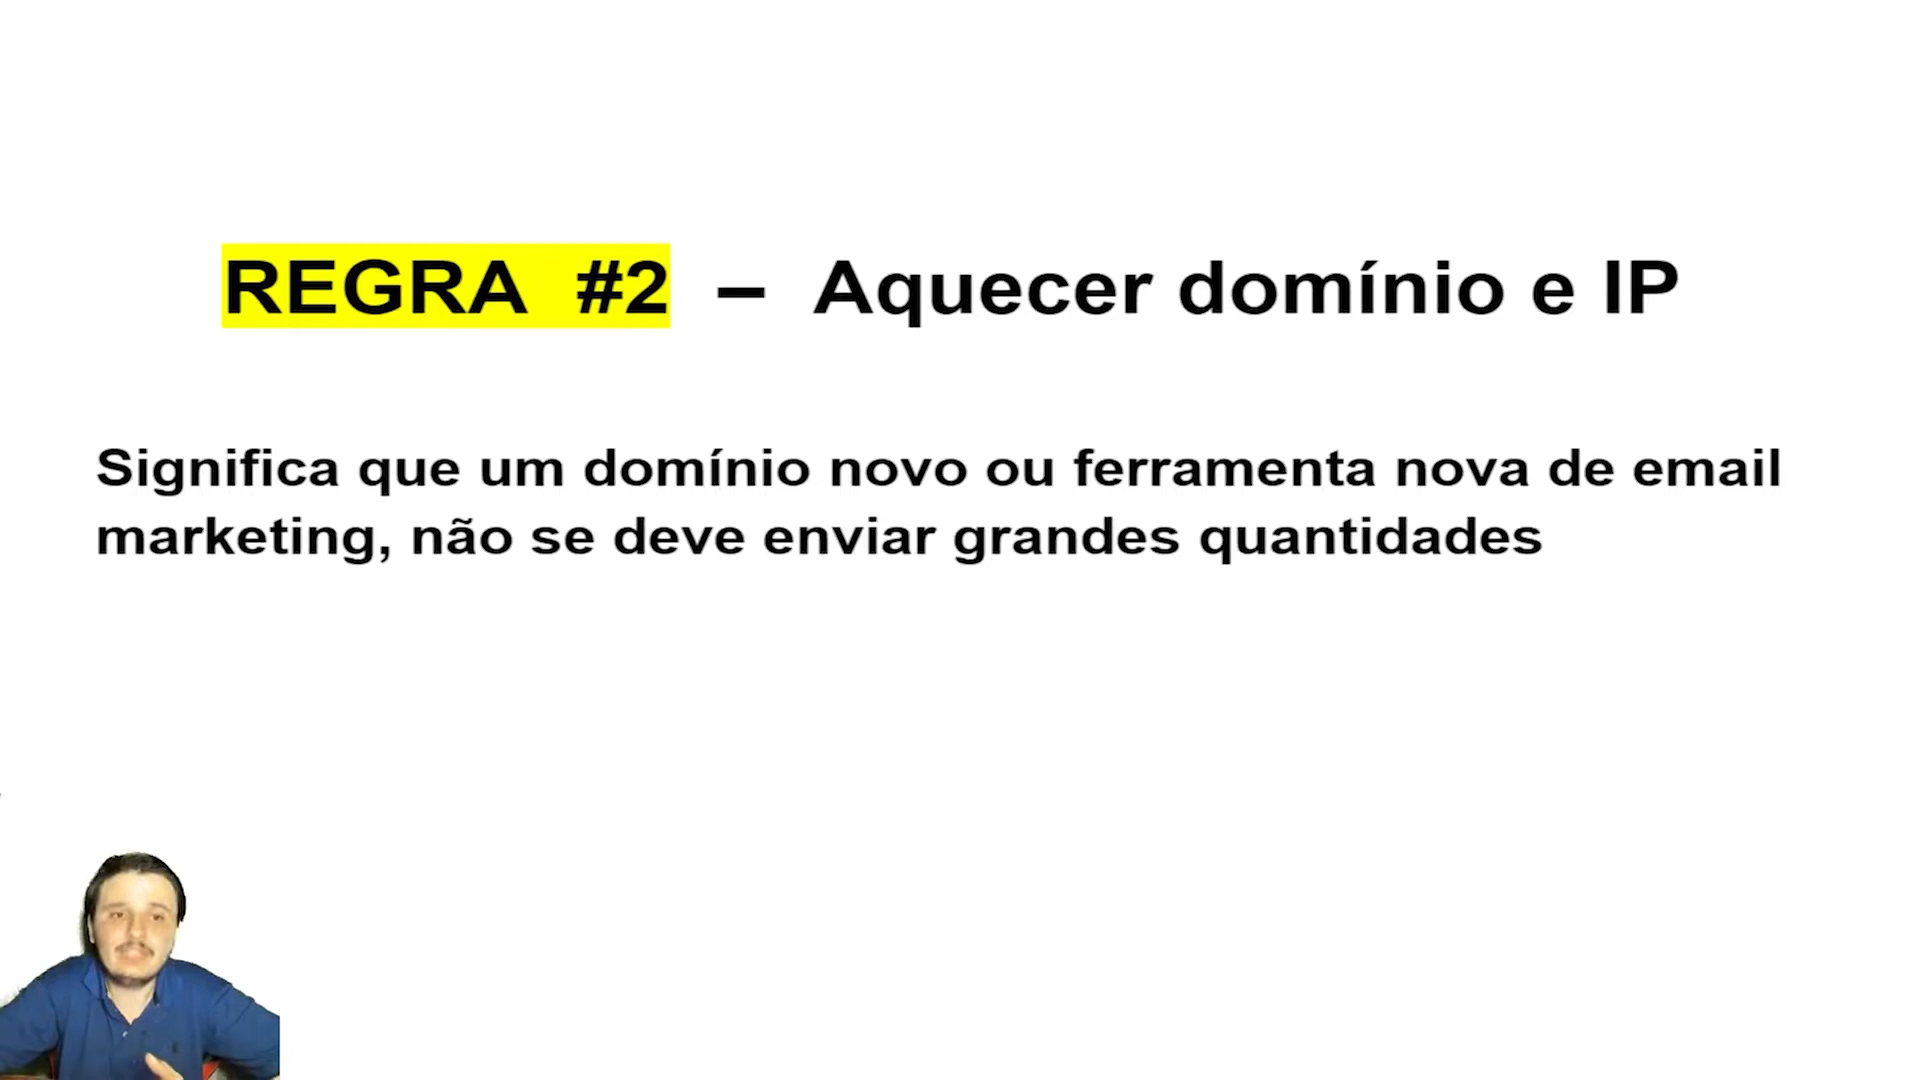 REGRA #2 – Aquecer domínio e IP
Significa que um domínio novo ou ferramenta nova de email
marketing, não se deve enviar grandes quantidades